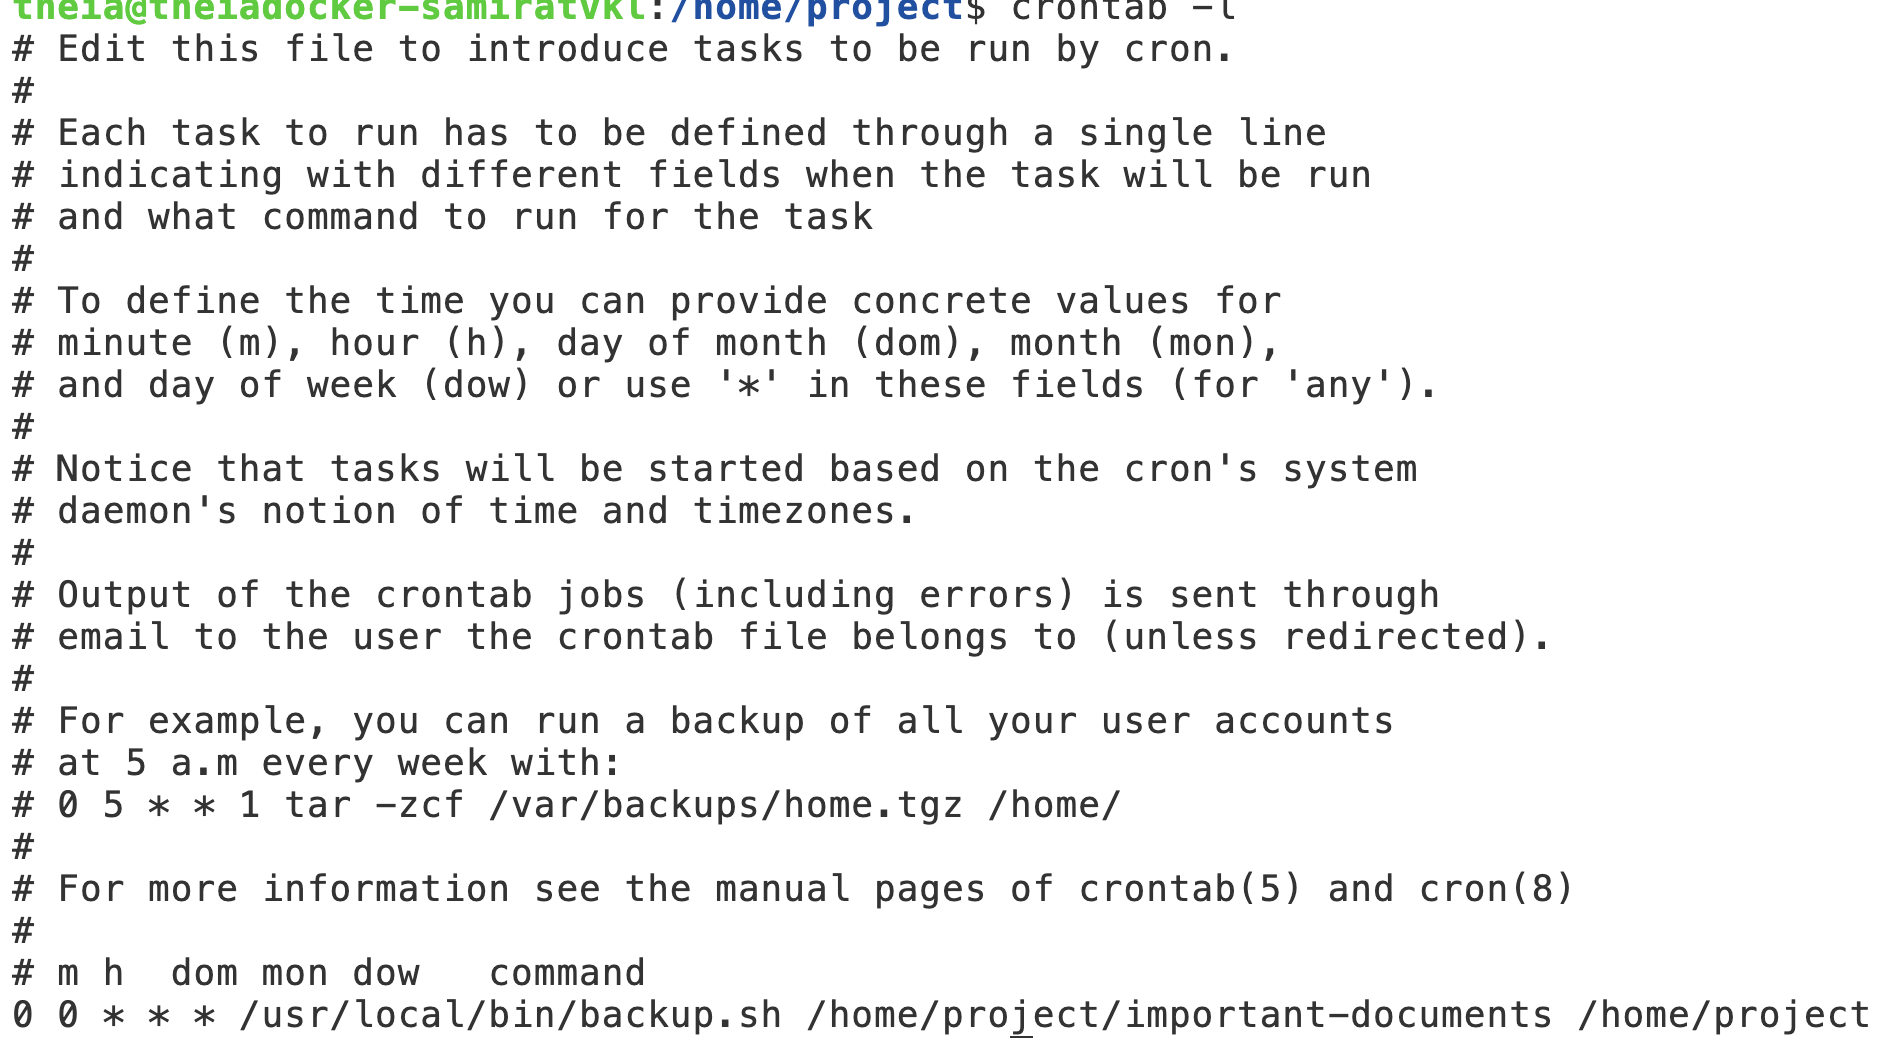 theia@theiadocker-samiratvkl:/home/project$ crontab -l
# Edit this file to introduce tasks to be run by cron.
#
# Each task to run has to be defined through a single line
# indicating with different fields when the task will be run
# and what command to run for the task
#
# To define the time you can provide concrete values for
# minute (m), hour (h), day of month (dom), month (mon),
# and day of week (dow) or use '*' in these fields (for 'any').
#
# Notice that tasks will be started based on the cron's system
# daemon's notion of time and timezones.
#
# Output of the crontab jobs (including errors) is sent through
# email to the user the crontab file belongs to (unless redirected).
#
# For example, you can run a backup of all your user accounts
# at 5 a.m every week with:
# 0 5 * * 1 tar -zcf /var/backups/home.tgz /home/
#
# For more information see the manual pages of crontab(5) and cron(8)
#
# m h  dom mon dow   command
0 0 * * * /usr/local/bin/backup.sh /home/project/important-documents /home/project